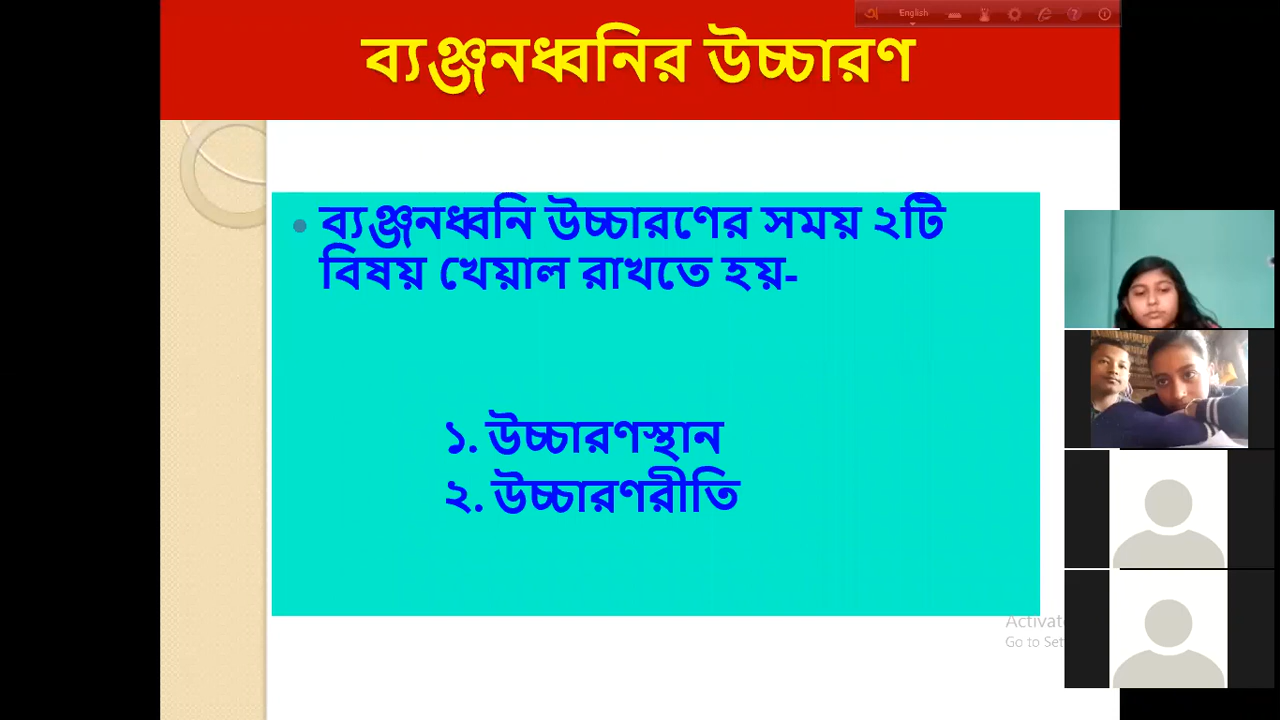 English
ব্যঞ্জনধ্বনির উচ্চারণ
ব্যঞ্জনধ্বনি উচ্চারণের সময় ২টি
বিষয় খেয়াল রাখতে হয়-
১. উচ্চারণস্থান
২. উচ্চারণরীতি
Activate
Go to Set